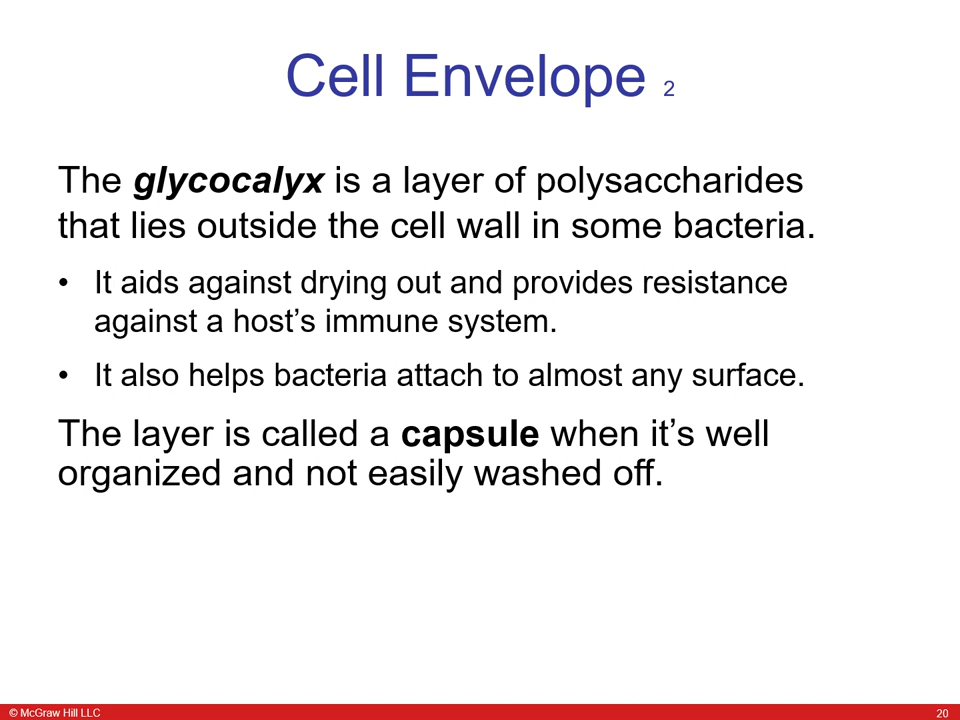 Cell Envelope 2
The glycocalyx is a layer of polysaccharides
that lies outside the cell wall in some bacteria.
• It aids against drying out and provides resistance
against a host’s immune system.
• It also helps bacteria attach to almost any surface.
The layer is called a capsule when it’s well
organized and not easily washed off.
© McGraw Hill LLC
20